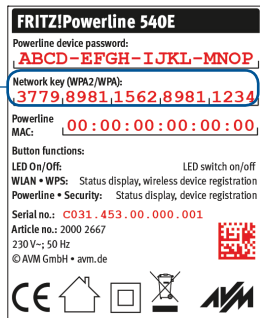 FRITZ!Powerline 540E
Powerline device password:
ABCD-EFGH-IJKL-MNOP
Network key (WPA2/WPA):
3779 8981 1562 8981 1234
Powerline MAC: 00:00:00:00:00:00
Button functions:
LED On/Off: LED switch on/off
WLAN • WPS: Status display, wireless device registration
Powerline • Security: Status display, device registration
Serial no.: C031.453.00.000.001
Article no.: 2000 2667
230 V~; 50 Hz
© AVM GmbH • avm.de
CE AVM